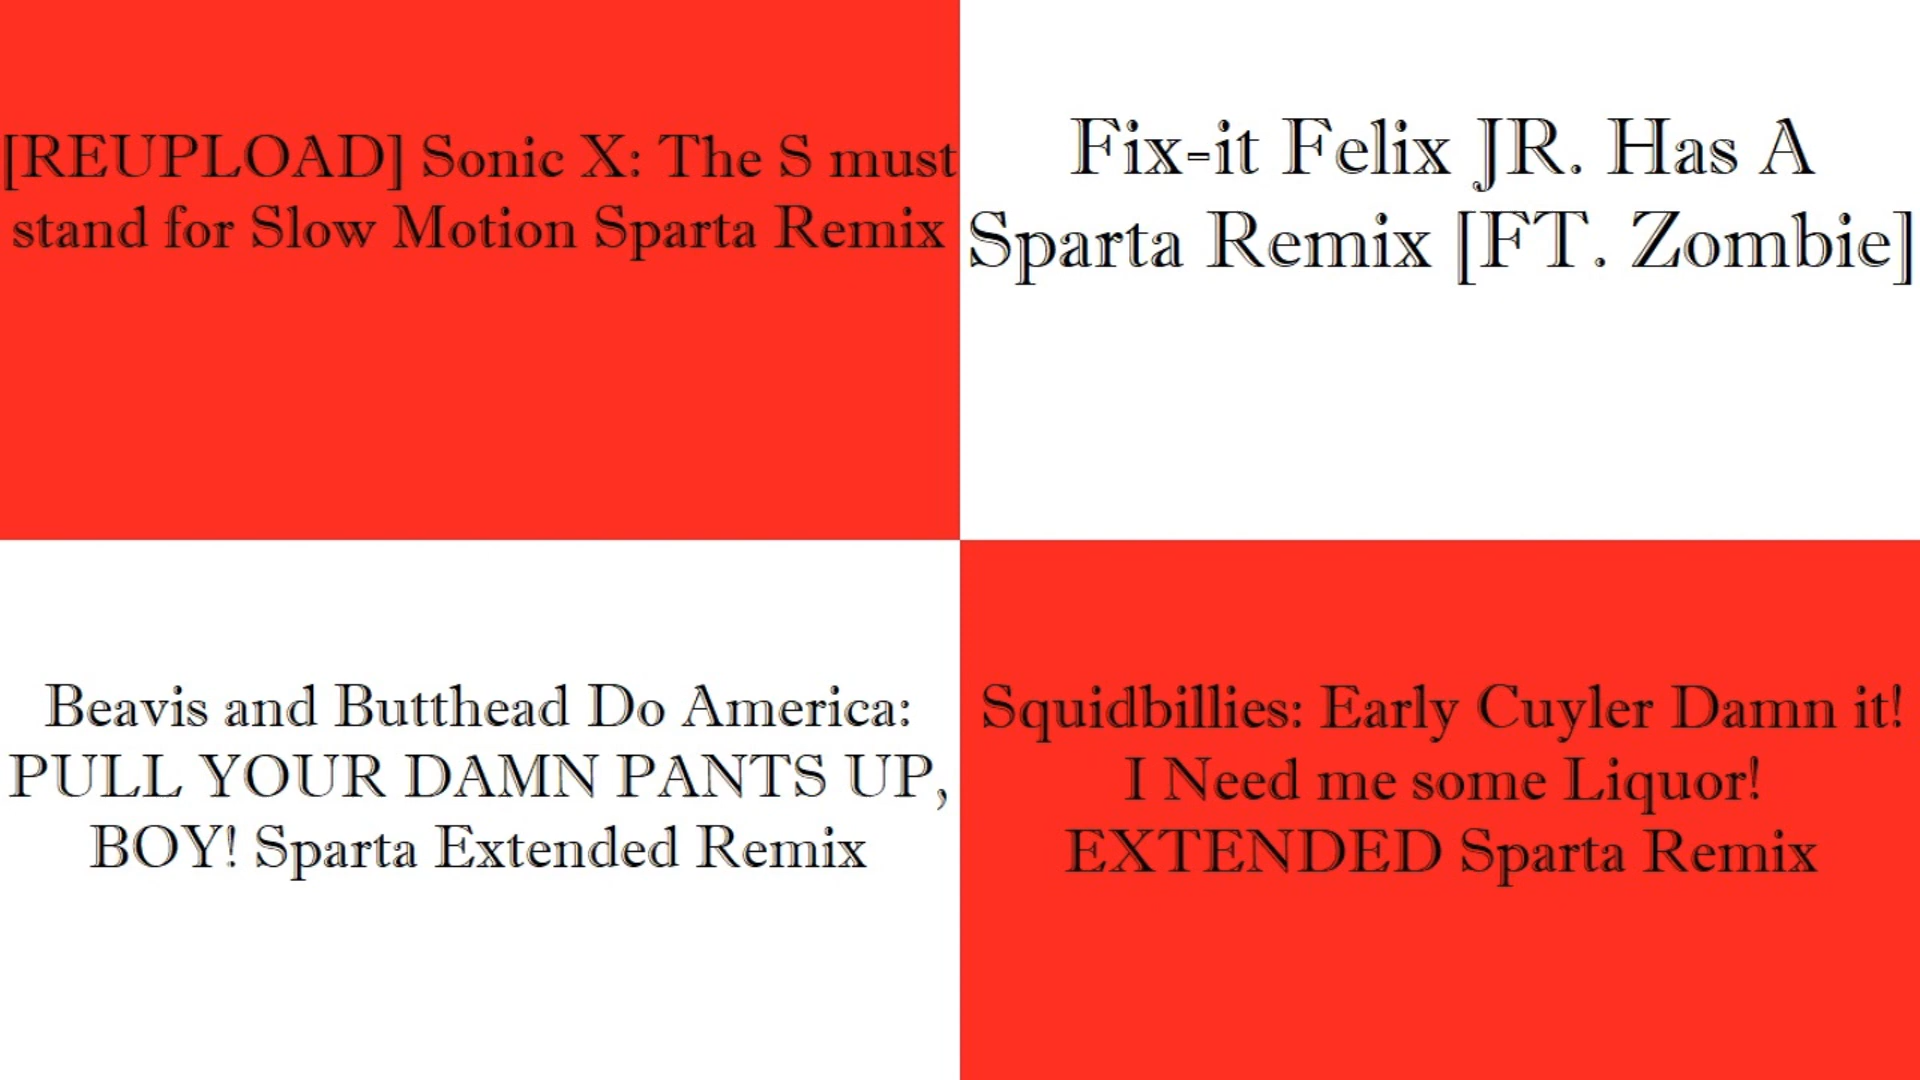 [REUPLOAD] Sonic X: The S must
stand for Slow Motion Sparta Remix
Fix-it Felix JR. Has A
Sparta Remix [FT. Zombie]
Beavis and Butthead Do America:
PULL YOUR DAMN PANTS UP,
BOY! Sparta Extended Remix
Squidbillies: Early Cuyler Damn it!
I Need me some Liquor!
EXTENDED Sparta Remix